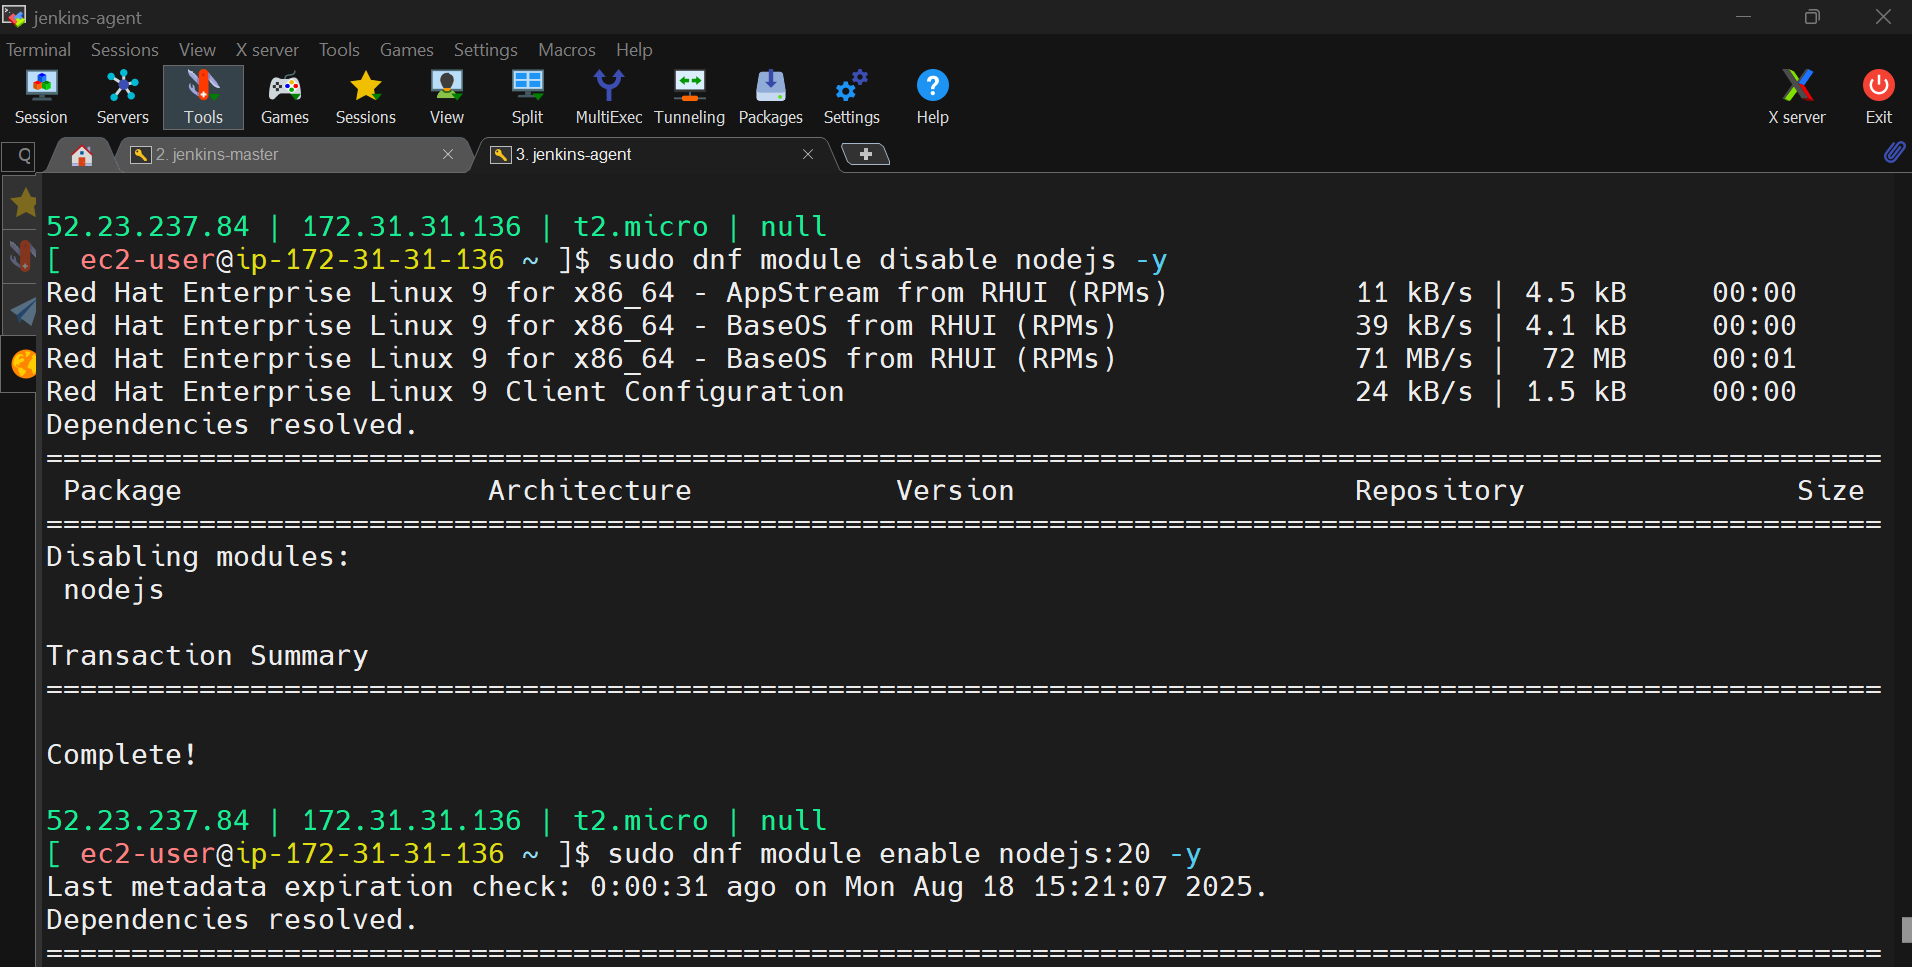 jenkins-agent
Terminal Sessions View X server Tools Games Settings Macros Help
Session Servers Tools Games Sessions View Split MultiExec Tunneling Packages Settings Help X server Exit
2. jenkins-master 3. jenkins-agent
52.23.237.84 | 172.31.31.136 | t2.micro | null
[ ec2-user@ip-172-31-31-136 ~ ]$ sudo dnf module disable nodejs -y
Red Hat Enterprise Linux 9 for x86_64 - AppStream from RHUI (RPMs) 11 kB/s | 4.5 kB 00:00
Red Hat Enterprise Linux 9 for x86_64 - BaseOS from RHUI (RPMs) 39 kB/s | 4.1 kB 00:00
Red Hat Enterprise Linux 9 for x86_64 - BaseOS from RHUI (RPMs) 71 MB/s | 72 MB 00:01
Red Hat Enterprise Linux 9 Client Configuration 24 kB/s | 1.5 kB 00:00
Dependencies resolved.
============================================================================================================
Package Architecture Version Repository Size
============================================================================================================
Disabling modules:
nodejs
Transaction Summary
============================================================================================================
Complete!
52.23.237.84 | 172.31.31.136 | t2.micro | null
[ ec2-user@ip-172-31-31-136 ~ ]$ sudo dnf module enable nodejs:20 -y
Last metadata expiration check: 0:00:31 ago on Mon Aug 18 15:21:07 2025.
Dependencies resolved.
============================================================================================================